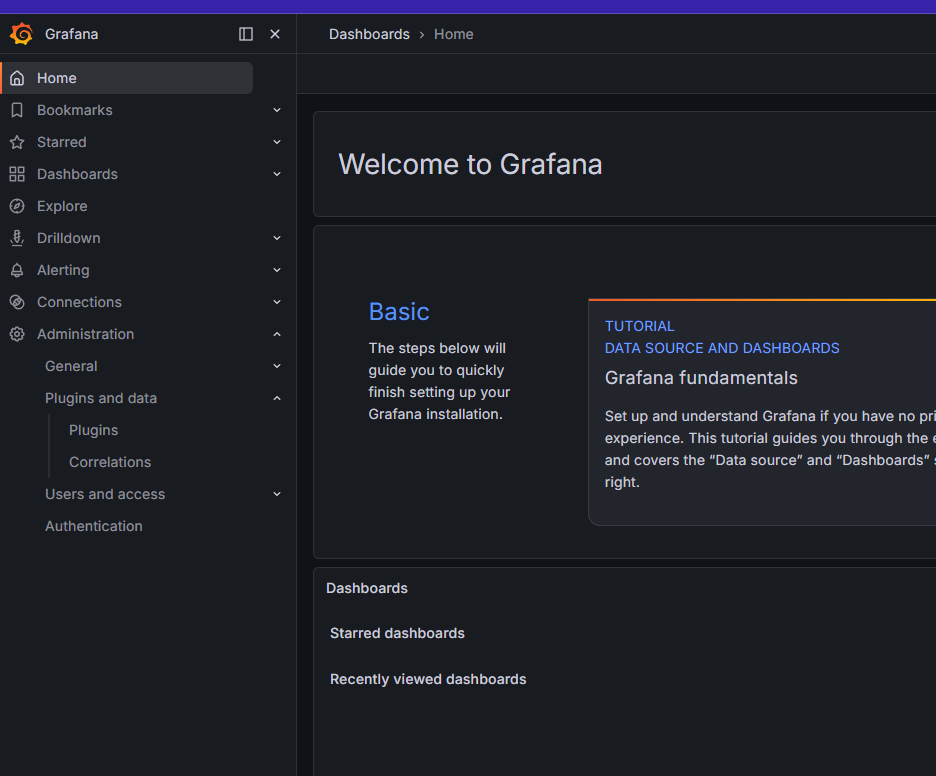 Grafana
Dashboards › Home
Home
Bookmarks
Starred
Dashboards
Explore
Drilldown
Alerting
Connections
Administration
General
Plugins and data
Plugins
Correlations
Users and access
Authentication
Welcome to Grafana
Basic
The steps below will
guide you to quickly
finish setting up your
Grafana installation.
TUTORIAL
DATA SOURCE AND DASHBOARDS
Grafana fundamentals
Set up and understand Grafana if you have no
experience. This tutorial guides you through the
and covers the “Data source” and “Dashboards”
right.
Dashboards
Starred dashboards
Recently viewed dashboards